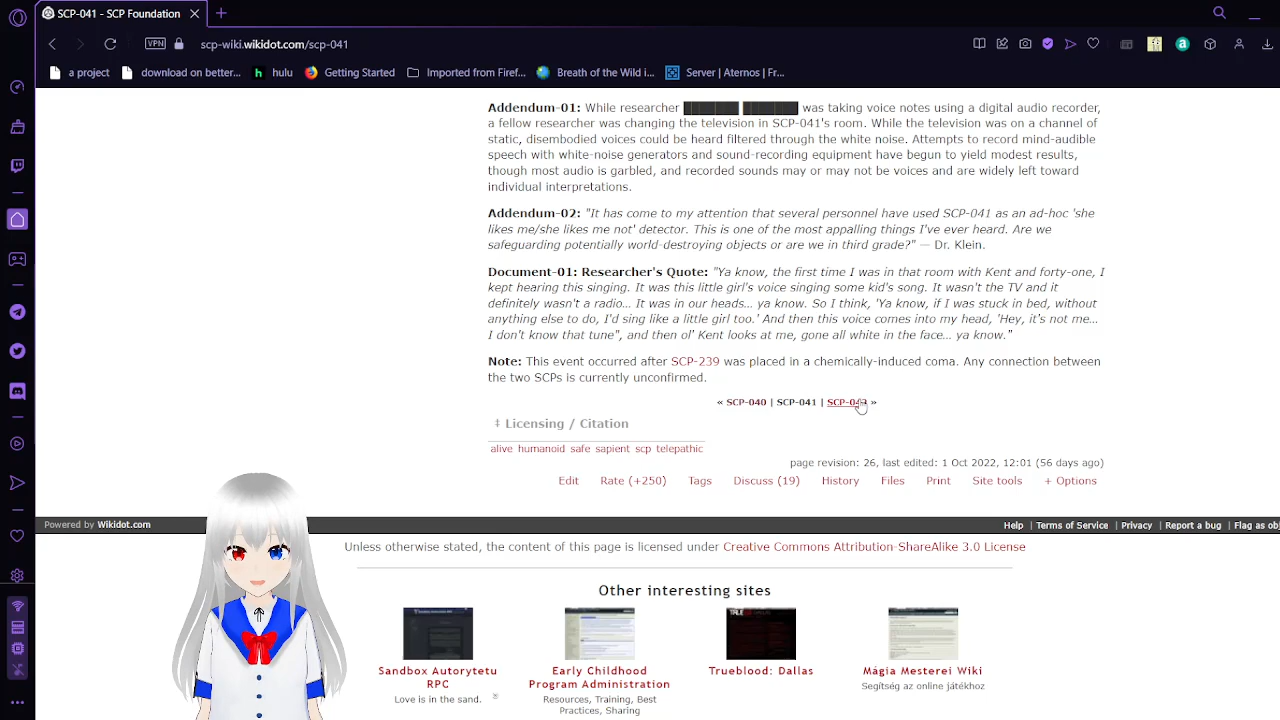 SCP-041 - SCP Foundation
VPN scp-wiki.wikidot.com/scp-041
a project download on better... hulu Getting Started Imported from Firef... Breath of the Wild i... Server | Aternos | Fr...
Addendum-01: While researcher ███████ ███████ was taking voice notes using a digital audio recorder,
a fellow researcher was changing the television in SCP-041's room. While the television was on a channel of
static, disembodied voices could be heard filtered through the white noise. Attempts to record mind-audible
speech with white-noise generators and sound-recording equipment have begun to yield modest results,
though most audio is garbled, and recorded sounds may or may not be voices and are widely left toward
individual interpretations.
Addendum-02: "It has come to my attention that several personnel have used SCP-041 as an ad-hoc 'she
likes me/she likes me not' detector. This is one of the most appalling things I've ever heard. Are we
safeguarding potentially world-destroying objects or are we in third grade?" — Dr. Klein.
Document-01: Researcher's Quote: "Ya know, the first time I was in that room with Kent and forty-one, I
kept hearing this singing. It was this little girl's voice singing some kid's song. It wasn't the TV and it
definitely wasn't a radio... It was in our heads... ya know. So I think, 'Ya know, if I was stuck in bed, without
anything else to do, I'd sing like a little girl too.' And then this voice comes into my head, 'Hey, it's not me...
I don't know that tune", and then ol' Kent looks at me, gone all white in the face... ya know."
Note: This event occurred after SCP-239 was placed in a chemically-induced coma. Any connection between
the two SCPs is currently unconfirmed.
« SCP-040 | SCP-041 | »
‡ Licensing / Citation
alive humanoid safe sapient scp telepathic
page revision: 26, last edited: 1 Oct 2022, 12:01 (56 days ago)
Edit Rate (+250) Tags Discuss (19) History Files Print Site tools + Options
Powered by Wikidot.com
Help | Terms of Service | Privacy | Report a bug | Flag as obj
Unless otherwise stated, the content of this page is licensed under Creative Commons Attribution-ShareAlike 3.0 License
Other interesting sites
TRUE
Sandbox Autorytetu
RPC
Love is in the sand.
Early Childhood
Program Administration
Resources, Training, Best
Practices, Sharing
Trueblood: Dallas
Mágia Mesterei Wiki
Segítség az online játékhoz